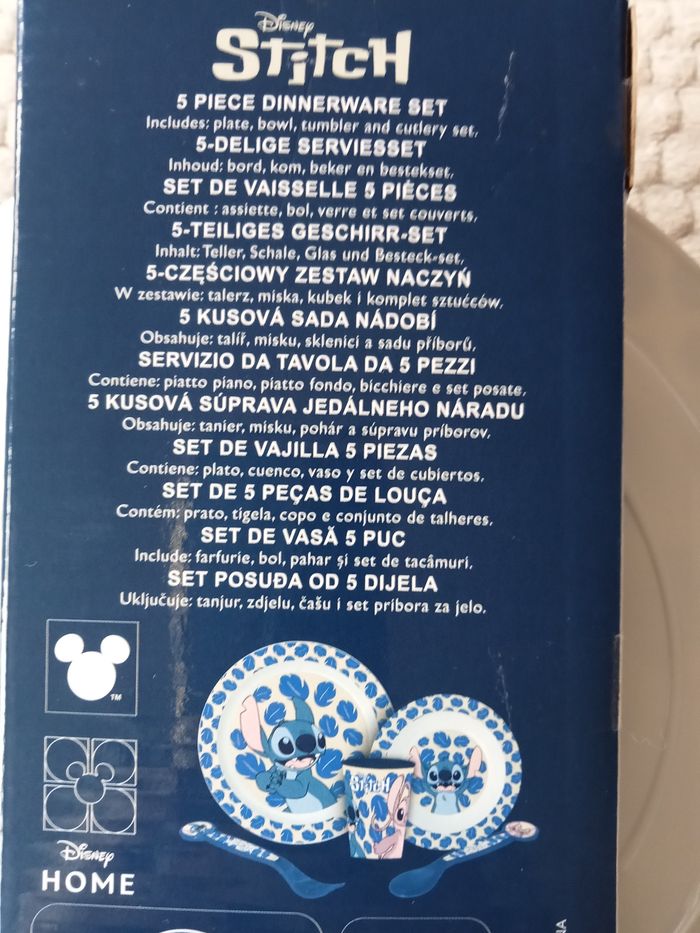 Disney
Stitch
5 PIECE DINNERWARE SET
Includes: plate, bowl, tumbler and cutlery set.
5-DELIGE SERVIESSET
Inhoud: bord, kom, beker en bestekset.
SET DE VAISSELLE 5 PIÈCES
Contient : assiette, bol, verre et set couverts.
5-TEILIGES GESCHIRR-SET
Inhalt: Teller, Schale, Glas und Besteck-set.
5-CZĘŚCIOWY ZESTAW NACZYŃ
W zestawie: talerz, miska, kubek i komplet sztućców.
5 KUSOVÁ SADA NÁDOBÍ
Obsahuje: talíř, misku, sklenici a sadu příborů.
SERVIZIO DA TAVOLA DA 5 PEZZI
Contiene: piatto piano, piatto fondo, bicchiere e set posate.
5 KUSOVÁ SÚPRAVA JEDÁLNEHO NÁRADU
Obsahuje: tanier, misku, pohár a súpravu príborov.
SET DE VAJILLA 5 PIEZAS
Contiene: plato, cuenco, vaso y set de cubiertos.
SET DE 5 PEÇAS DE LOUÇA
Contém: prato, tigela, copo e conjunto de talheres.
SET DE VASĂ 5 PUC
Include: farfurie, bol, pahar și set de tacâmuri.
SET POSUĐA OD 5 DIJELA
Uključuje: tanjur, zdjelu, čašu i set pribora za jelo.
TM
Stitch
Disney
HOME